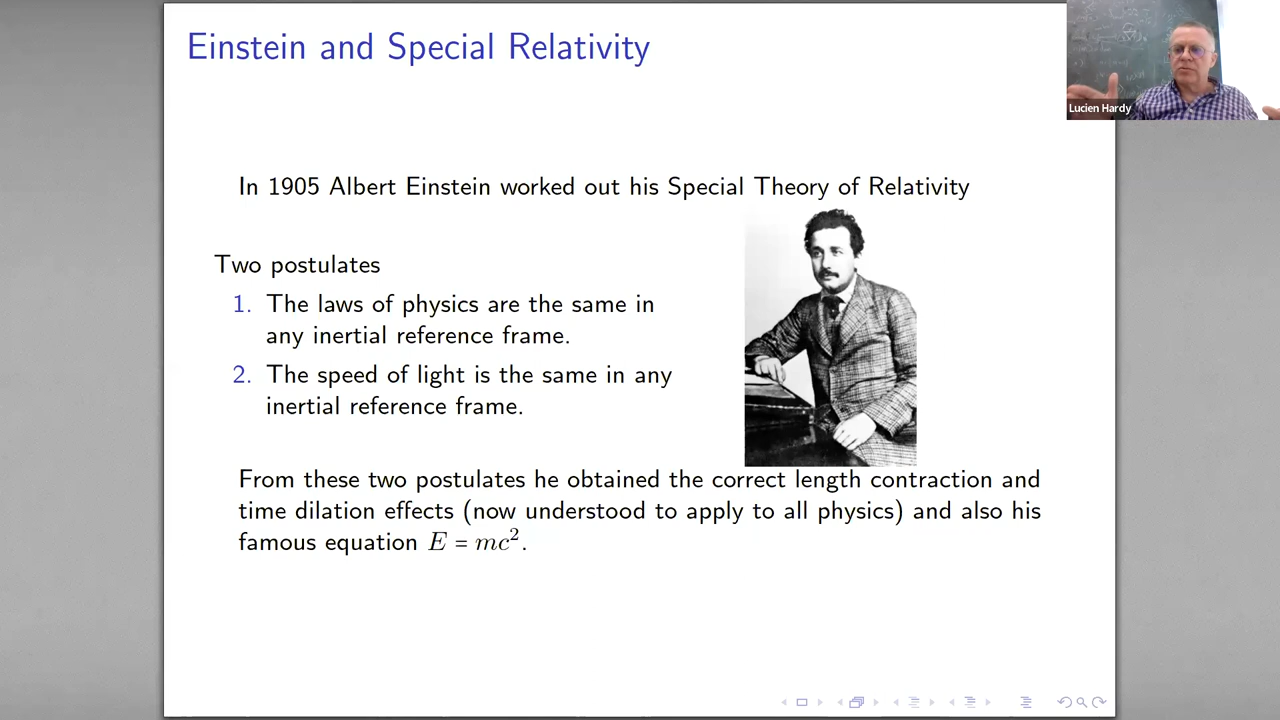 Einstein and Special Relativity
Lucien Hardy
In 1905 Albert Einstein worked out his Special Theory of Relativity
Two postulates
1. The laws of physics are the same in
any inertial reference frame.
2. The speed of light is the same in any
inertial reference frame.
From these two postulates he obtained the correct length contraction and
time dilation effects (now understood to apply to all physics) and also his
famous equation E = mc².